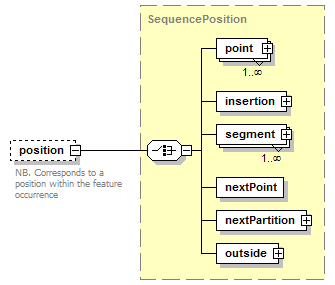 SequencePosition
point
1..∞
insertion
position
segment
1..∞
NB. Corresponds to a
position within the feature
occurrence
nextPoint
nextPartition
outside